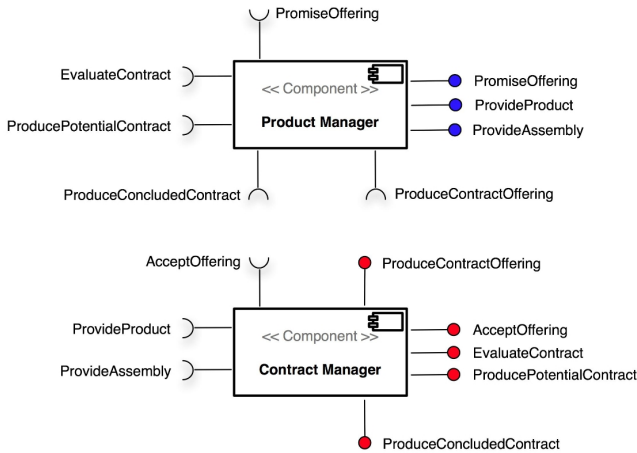 PromiseOffering
EvaluateContract
<< Component >>
PromiseOffering
ProvideProduct
ProducePotentialContract
Product Manager
ProvideAssembly
ProduceConcludedContract
ProduceContractOffering
AcceptOffering
ProduceContractOffering
ProvideProduct
<< Component >>
AcceptOffering
EvaluateContract
ProvideAssembly
Contract Manager
ProducePotentialContract
ProduceConcludedContract